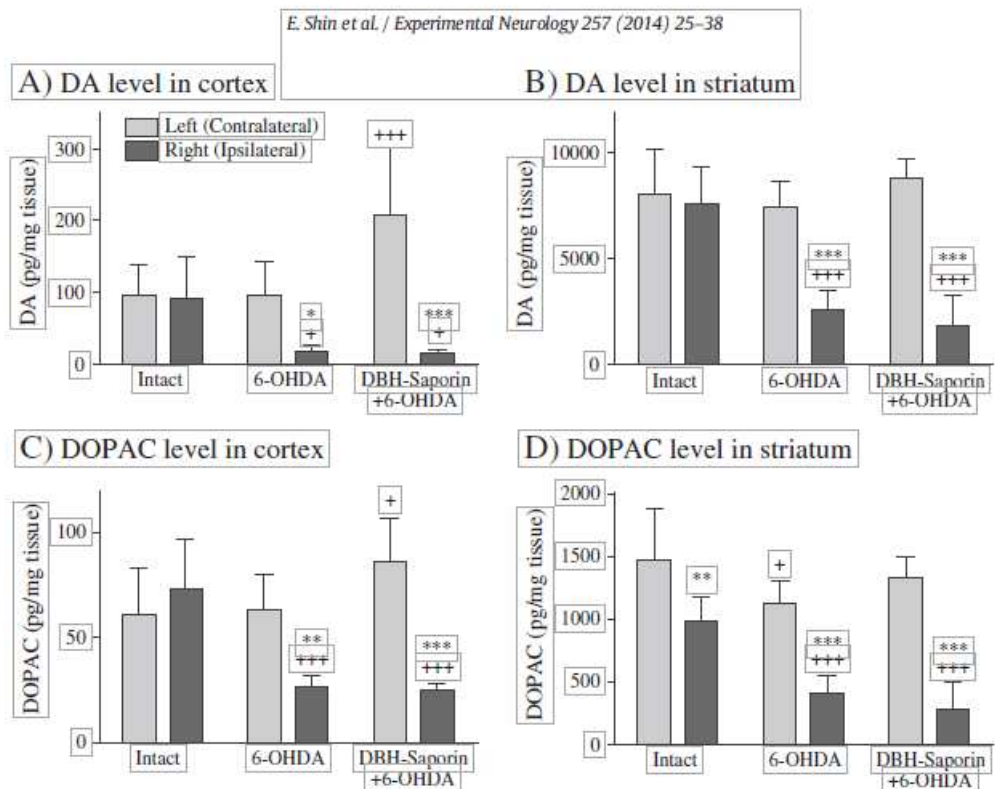 E. Shin et al. / Experimental Neurology 257 (2014) 25–38
A) DA level in cortex
Left (Contralateral)
Right (Ipsilateral)
DA (pg/mg tissue)
300
200
100
0
+++
*
+
***
+
Intact
6-OHDA
DBH-Saporin
+6-OHDA
B) DA level in striatum
DA (pg/mg tissue)
10000
5000
0
***
+++
***
+++
Intact
6-OHDA
DBH-Saporin
+6-OHDA
C) DOPAC level in cortex
DOPAC (pg/mg tissue)
100
50
0
+
**
+++
***
+++
Intact
6-OHDA
DBH-Saporin
+6-OHDA
D) DOPAC level in striatum
DOPAC (pg/mg tissue)
2000
1500
1000
500
0
**
+
***
+++
***
+++
Intact
6-OHDA
DBH-Saporin
+6-OHDA